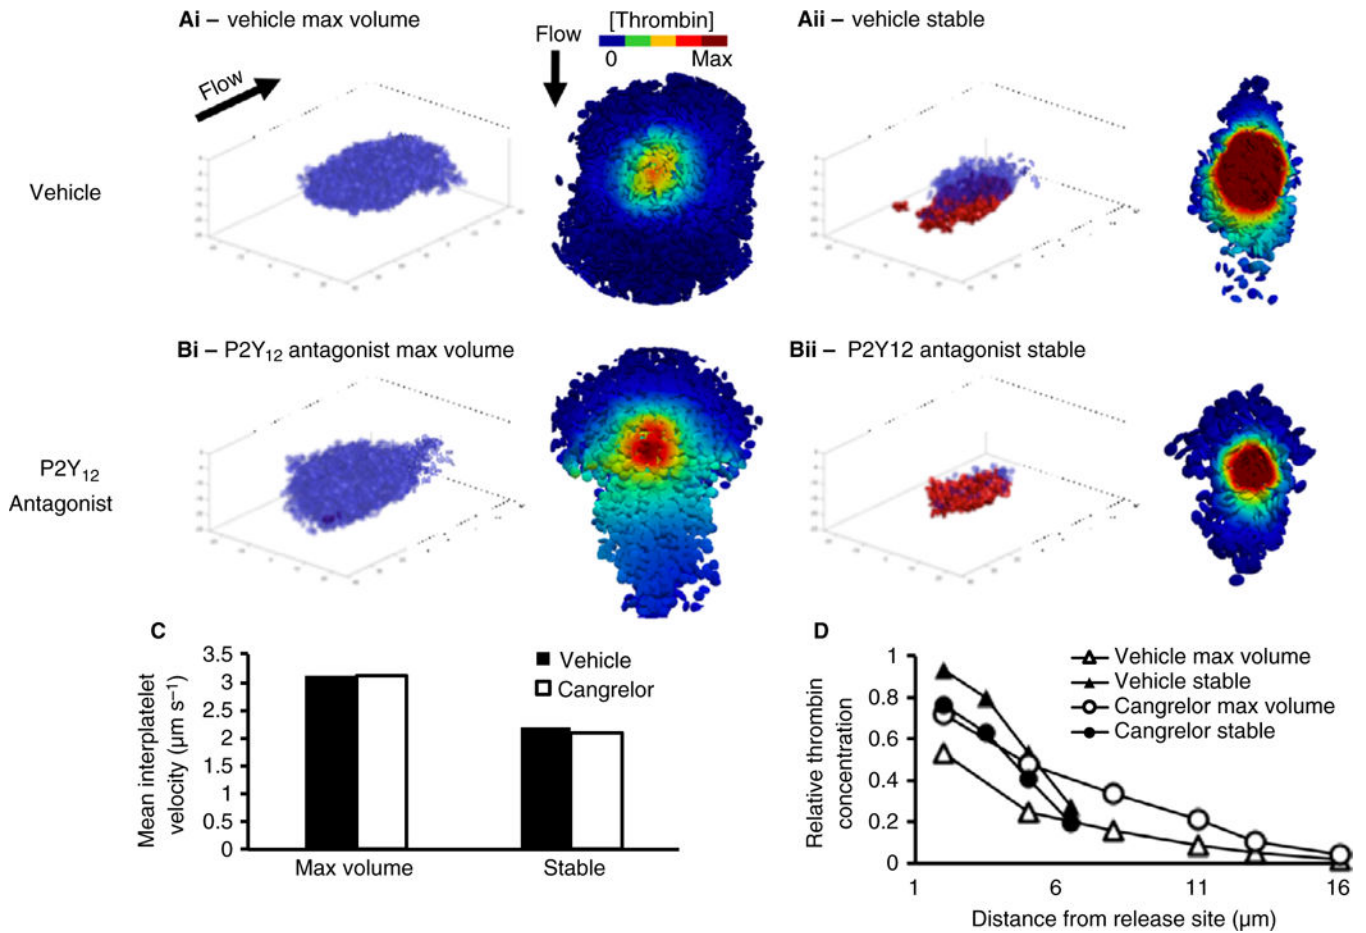 Ai – vehicle max volume
Flow
Flow
[Thrombin]
0 Max
Aii – vehicle stable
Vehicle
Bi – P2Y12 antagonist max volume
Bii – P2Y12 antagonist stable
P2Y12
Antagonist
C
Mean interplatelet
velocity (µm s–1)
3.5
3
2.5
2
1.5
1
0.5
0
Vehicle
Cangrelor
Max volume
Stable
D
Relative thrombin
concentration
1
0.8
0.6
0.4
0.2
0
Vehicle max volume
Vehicle stable
Cangrelor max volume
Cangrelor stable
1 6 11 16
Distance from release site (µm)